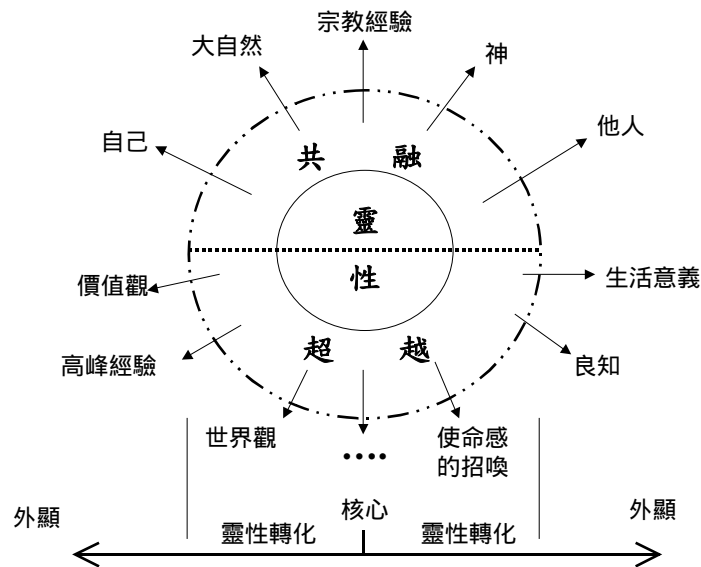 宗教經驗
大自然
神
自己
他人
共 融
靈
性
價值觀
生活意義
高峰經驗
超 越
良知
世界觀
••••
使命感
的招喚
外顯
核心
外顯
靈性轉化
靈性轉化